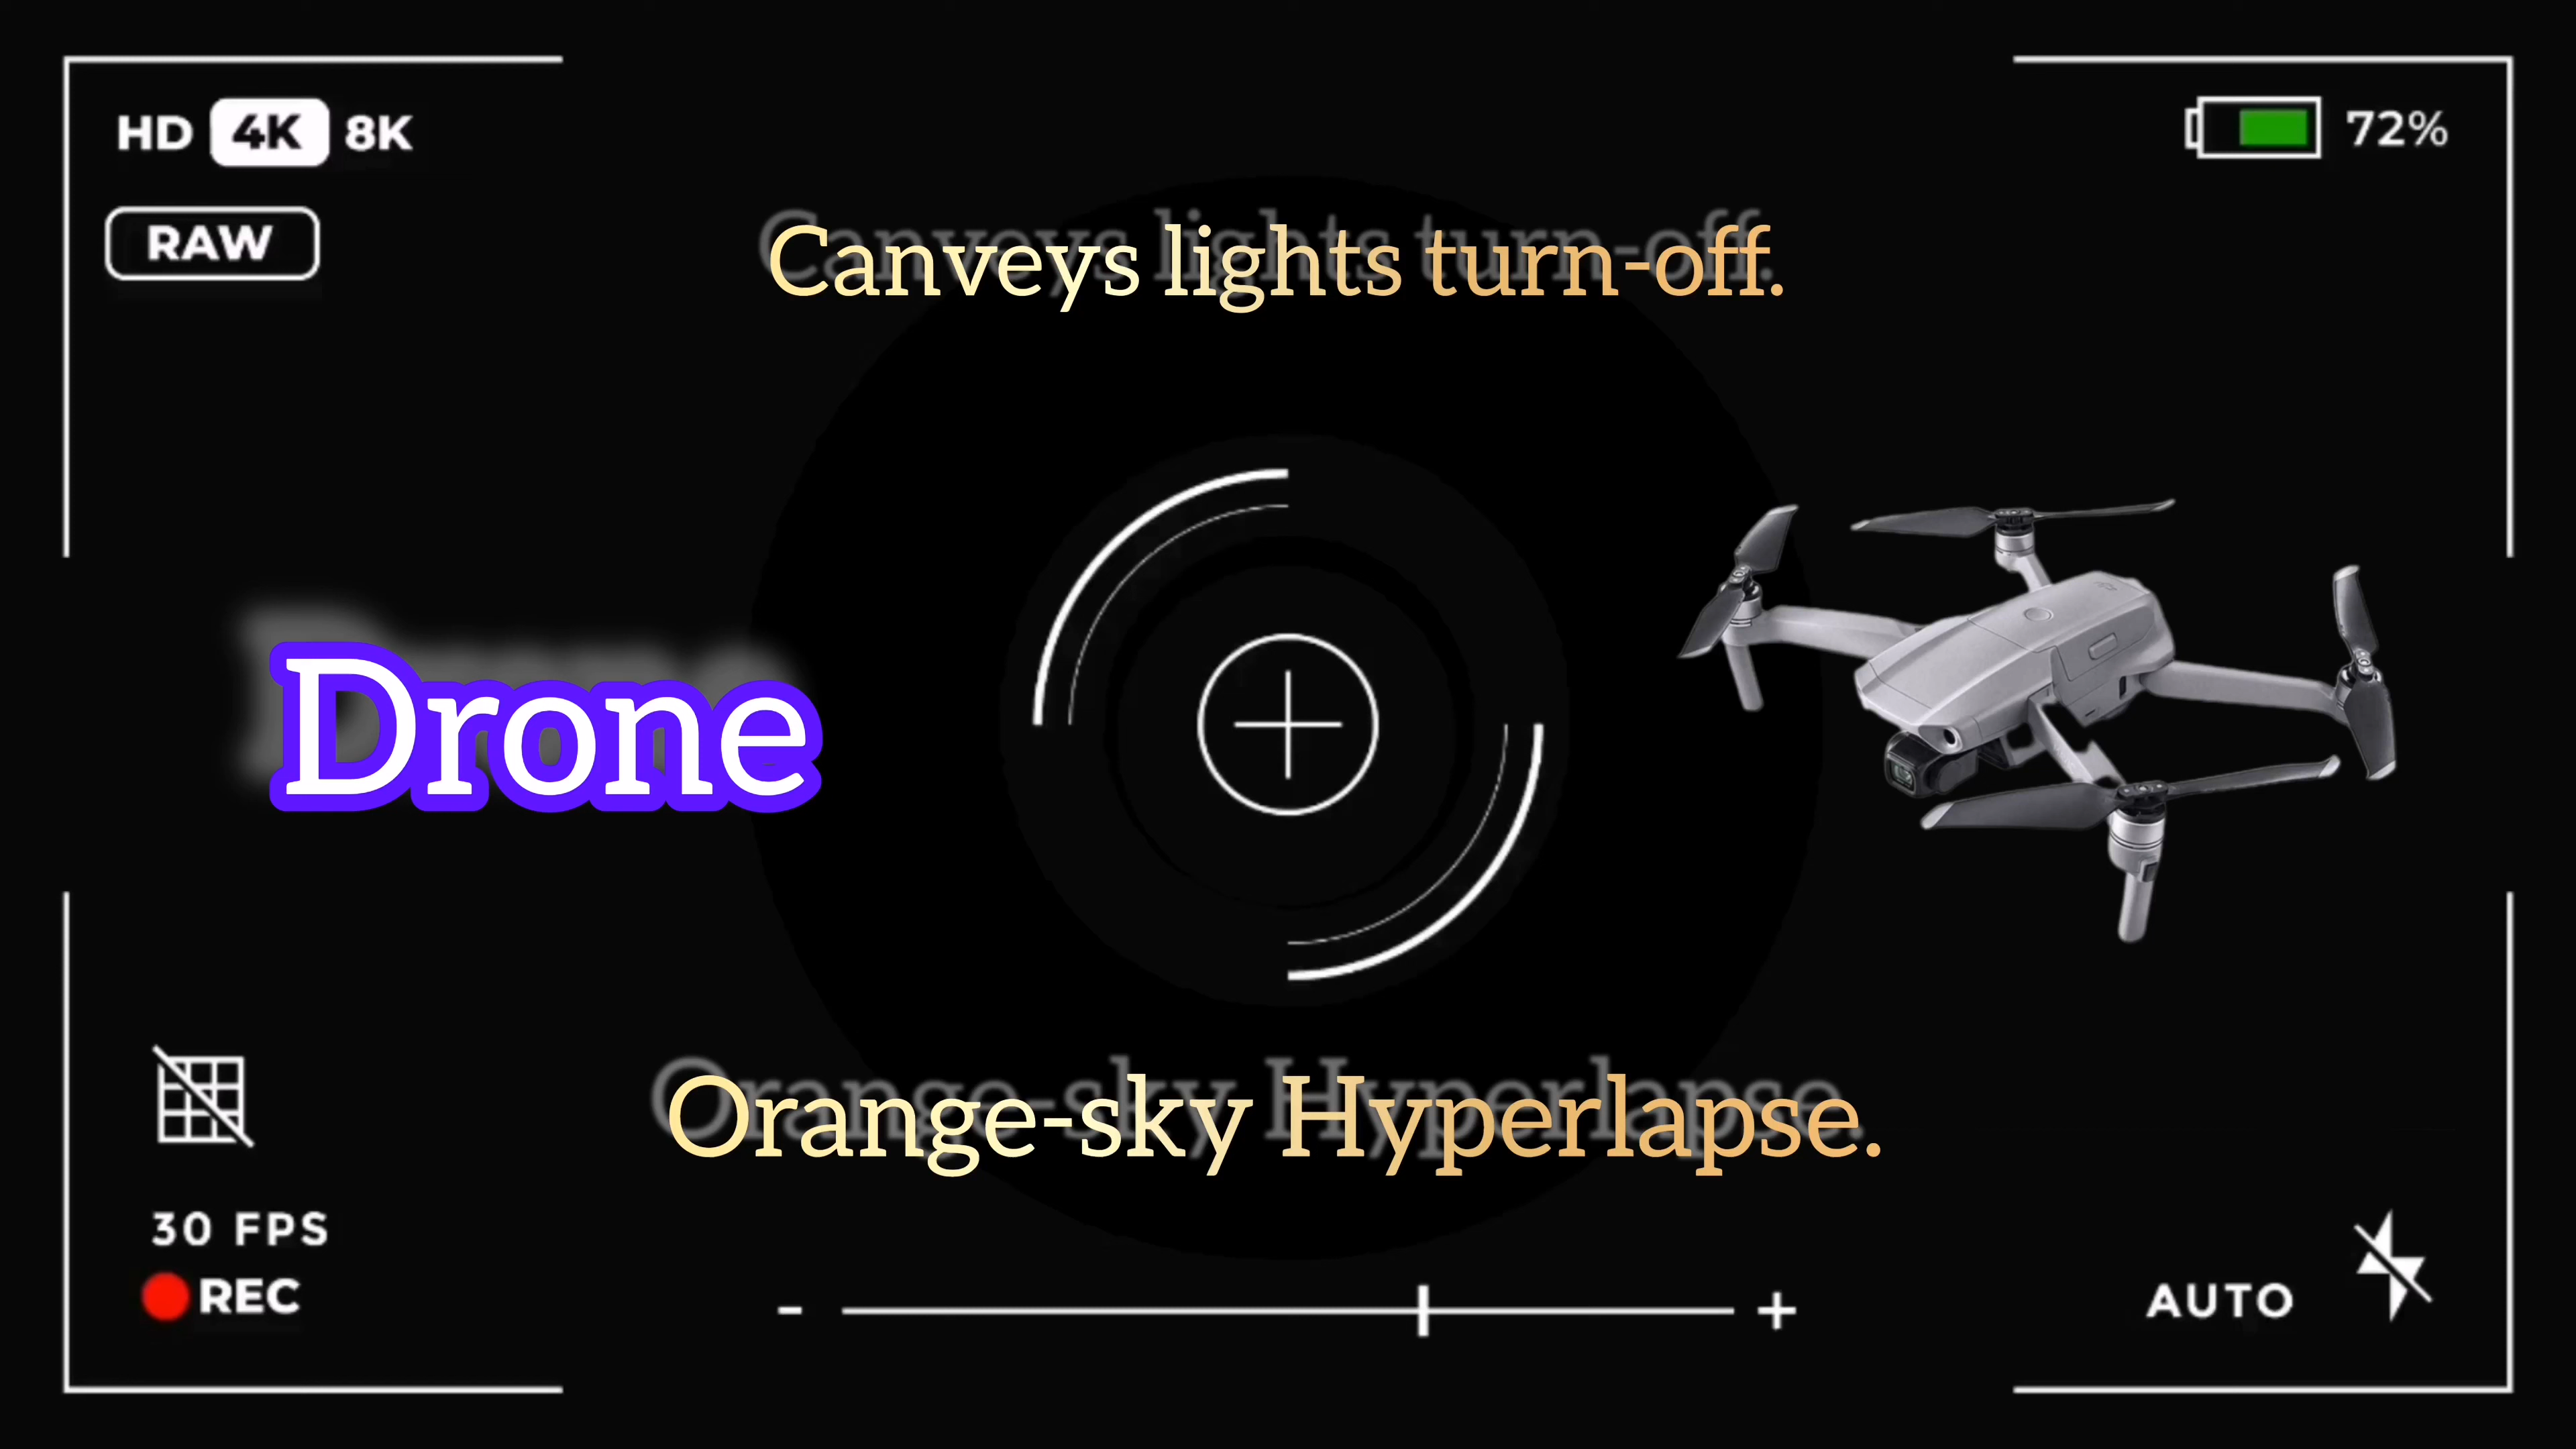 HD 4K 8K
72%
RAW
Canveys lights turn-off.
Drone
Orange-sky Hyperlapse.
30 FPS
REC
- +
AUTO